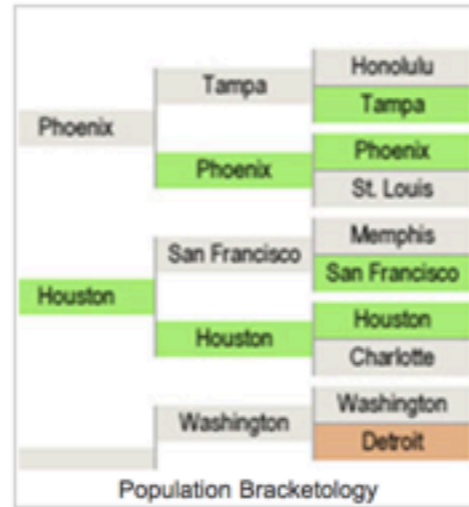 Honolulu
Tampa
Tampa
Phoenix
Phoenix
Phoenix
St. Louis
Memphis
San Francisco
San Francisco
Houston
Houston
Houston
Charlotte
Washington
Washington
Detroit
Population Bracketology